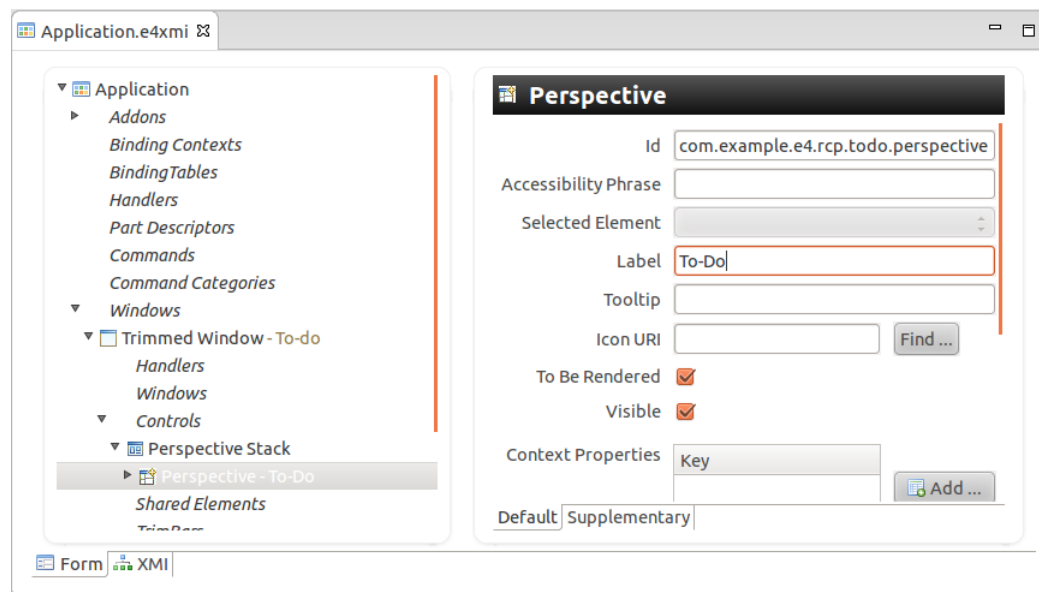 Application.e4xmi
Application
Addons
Binding Contexts
BindingTables
Handlers
Part Descriptors
Commands
Command Categories
Windows
Trimmed Window - To-do
Handlers
Windows
Controls
Perspective Stack
Perspective - To-Do
Shared Elements
TrimBars
Perspective
Id com.example.e4.rcp.todo.perspective
Accessibility Phrase
Selected Element
Label To-Do
Tooltip
Icon URI Find ...
To Be Rendered
Visible
Context Properties Key
Add ...
Default Supplementary
Form XMI